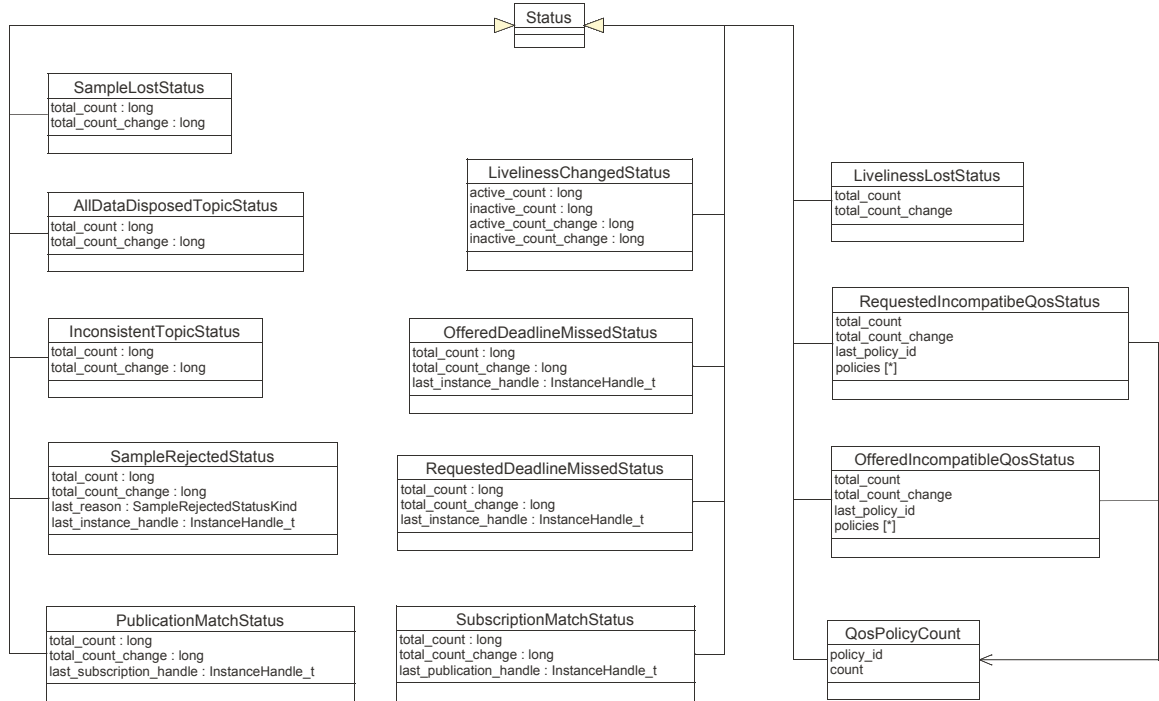 Status
SampleLostStatus
total_count : long
total_count_change : long
AllDataDisposedTopicStatus
total_count : long
total_count_change : long
InconsistentTopicStatus
total_count : long
total_count_change : long
SampleRejectedStatus
total_count : long
total_count_change : long
last_reason : SampleRejectedStatusKind
last_instance_handle : InstanceHandle_t
PublicationMatchStatus
total_count : long
total_count_change : long
last_subscription_handle : InstanceHandle_t
LivelinessChangedStatus
active_count : long
inactive_count : long
active_count_change : long
inactive_count_change : long
OfferedDeadlineMissedStatus
total_count : long
total_count_change : long
last_instance_handle : InstanceHandle_t
RequestedDeadlineMissedStatus
total_count : long
total_count_change : long
last_instance_handle : InstanceHandle_t
SubscriptionMatchStatus
total_count : long
total_count_change : long
last_publication_handle : InstanceHandle_t
LivelinessLostStatus
total_count
total_count_change
RequestedIncompatibeQosStatus
total_count
total_count_change
last_policy_id
policies [*]
OfferedIncompatibleQosStatus
total_count
total_count_change
last_policy_id
policies [*]
QosPolicyCount
policy_id
count